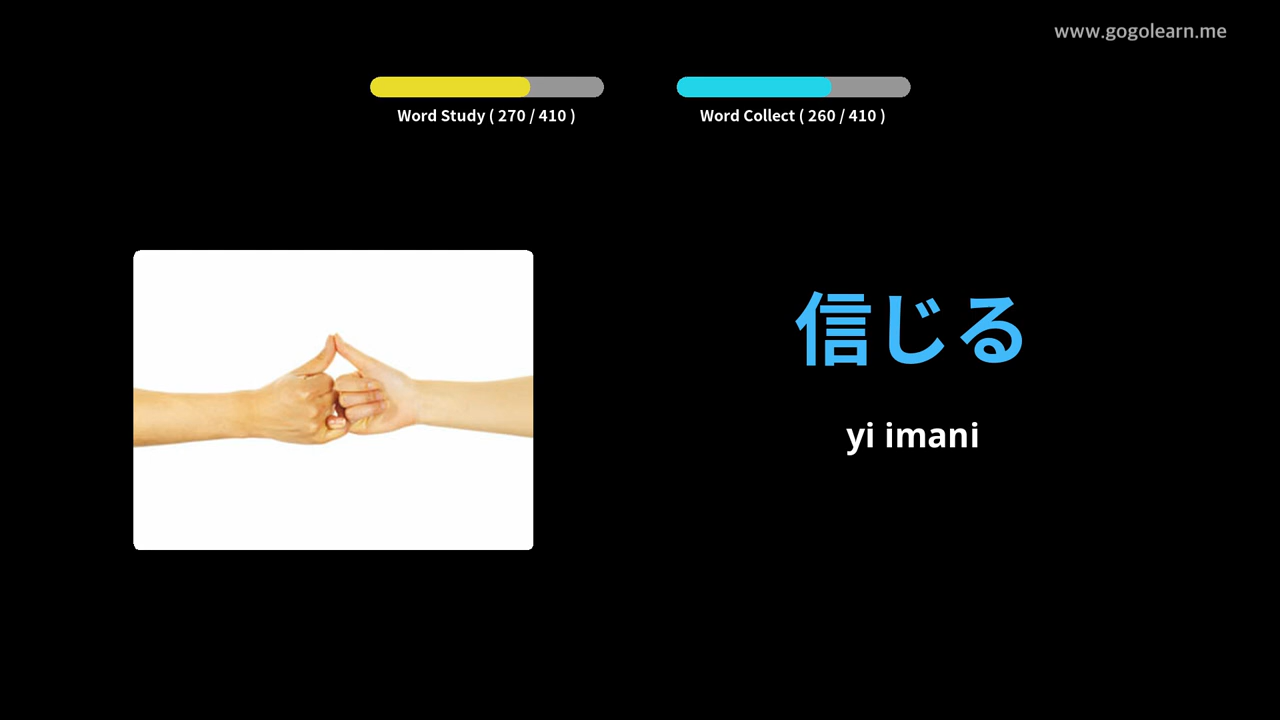 www.gogolearn.me
Word Study ( 270 / 410 )
Word Collect ( 260 / 410 )
信じる
yi imani